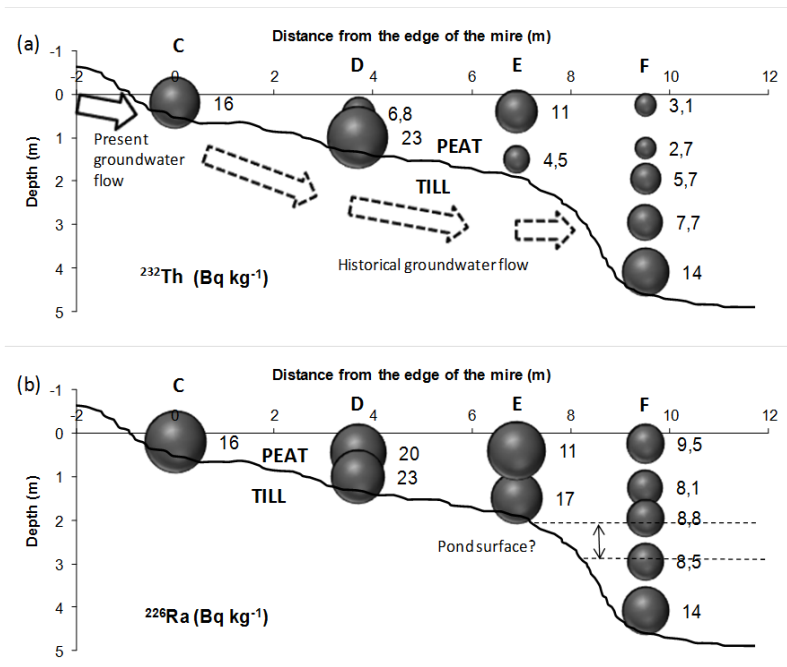 (a)
Distance from the edge of the mire (m)
C
D
E
F
-1
-2 0 2 4 6 8 10 12
0
1
2
3
4
5
Depth (m)
16
6,8
23
11
4,5
3,1
2,7
5,7
7,7
14
Present
groundwater
flow
PEAT
TILL
Historical groundwater flow
²³²Th (Bq kg⁻¹)
(b)
Distance from the edge of the mire (m)
C
D
E
F
-1
-2 0 2 4 6 8 10 12
0
1
2
3
4
5
Depth (m)
16
PEAT
TILL
20
23
11
17
9,5
8,1
8,8
8,5
14
Pond surface?
²²⁶Ra (Bq kg⁻¹)